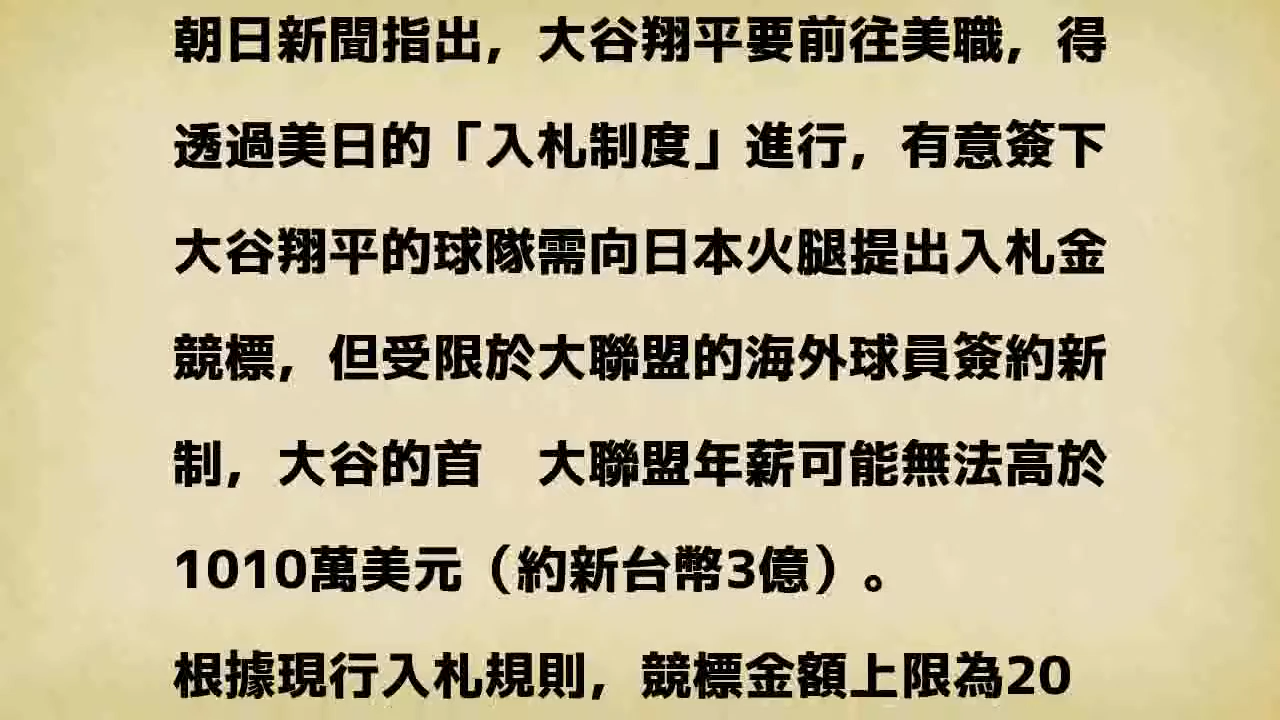 朝日新聞指出，大谷翔平要前往美職，得
透過美日的「入札制度」進行，有意簽下
大谷翔平的球隊需向日本火腿提出入札金
競標，但受限於大聯盟的海外球員簽約新
制，大谷的首　大聯盟年薪可能無法高於
1010萬美元（約新台幣3億）。
根據現行入札規則，競標金額上限為20